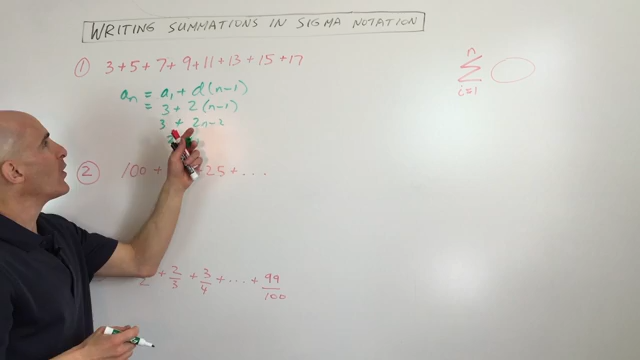 WRITING SUMMATIONS IN SIGMA NOTATION
① 3 + 5 + 7 + 9 + 11 + 13 + 15 + 17
aₙ = a₁ + d(n-1)
= 3 + 2(n-1)
3 + 2n-2
② 100 + 25 + ...
2 + 2/3 + 3/4 + ... + 99/100
n
∑
i=1